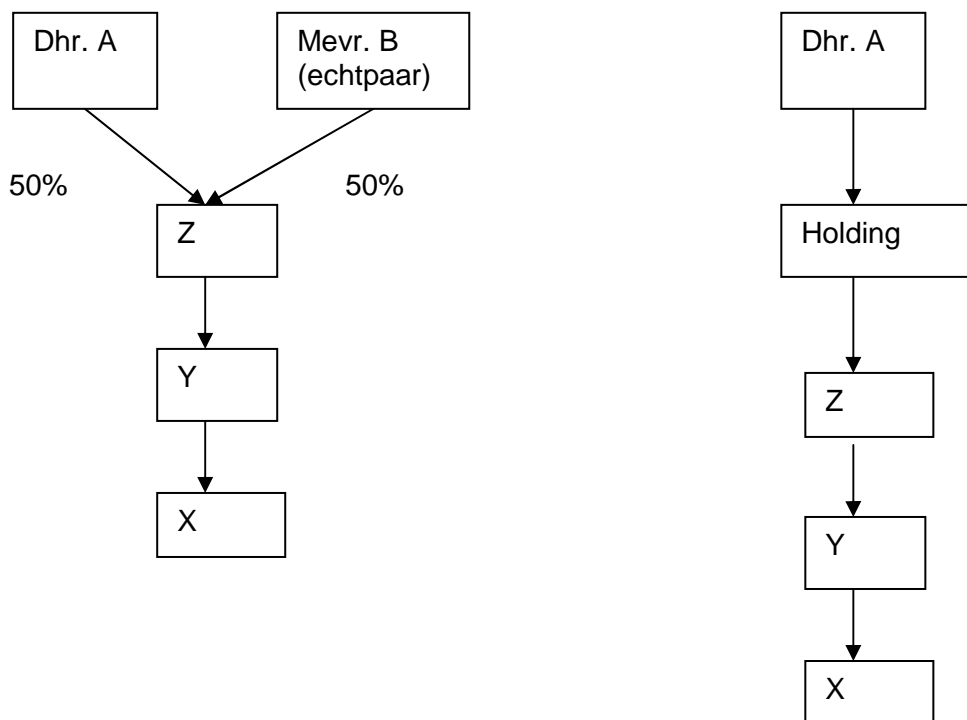 Dhr. A
Mevr. B
(echtpaar)
50%
50%
Z
Y
X
Dhr. A
Holding
Z
Y
X